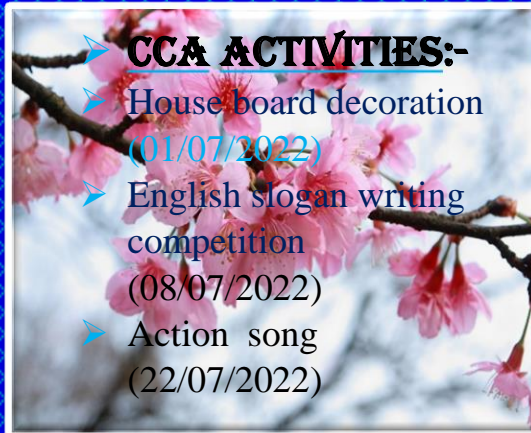 CCA ACTIVITIES:-
House board decoration
(01/07/2022)
English slogan writing
competition
(08/07/2022)
Action song
(22/07/2022)